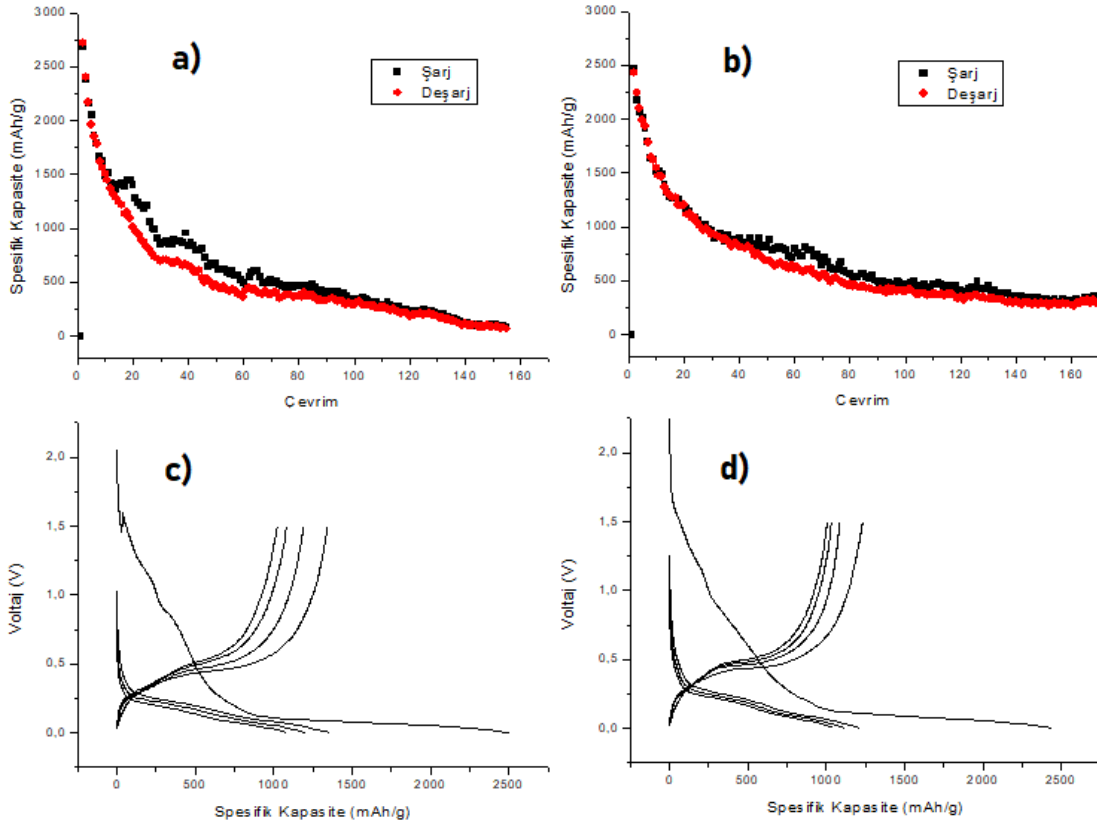 a)
Şarj
Deşarj
3000
2500
2000
1500
1000
500
0
Spesifik Kapasite (mAh/g)
0 20 40 60 80 100 120 140 160
Cevrim
b)
Şarj
Deşarj
3000
2500
2000
1500
1000
500
0
Spesifik Kapasite (mAh/g)
0 20 40 60 80 100 120 140 160
Cevrim
c)
2,0
1,5
1,0
0,5
0,0
Voltaj (V)
0 500 1000 1500 2000 2500
Spesifik Kapasite (mAh/g)
d)
2,0
1,5
1,0
0,5
0,0
Voltaj (V)
0 500 1000 1500 2000 2500
Spesifik Kapasite (mAh/g)